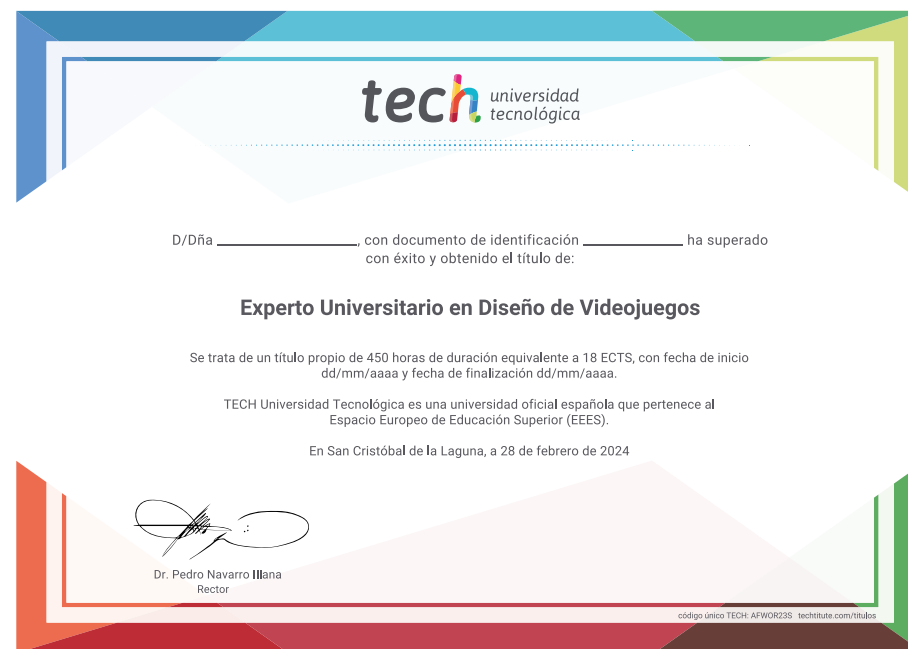 tech universidad
tecnológica
D/Dña ____________________, con documento de identificación ______________ ha superado
con éxito y obtenido el título de:
Experto Universitario en Diseño de Videojuegos
Se trata de un título propio de 450 horas de duración equivalente a 18 ECTS, con fecha de inicio
dd/mm/aaaa y fecha de finalización dd/mm/aaaa.
TECH Universidad Tecnológica es una universidad oficial española que pertenece al
Espacio Europeo de Educación Superior (EEES).
En San Cristóbal de la Laguna, a 28 de febrero de 2024
Dr. Pedro Navarro Illana
Rector
código único TECH: AFWOR23S techtitute.com/titulos